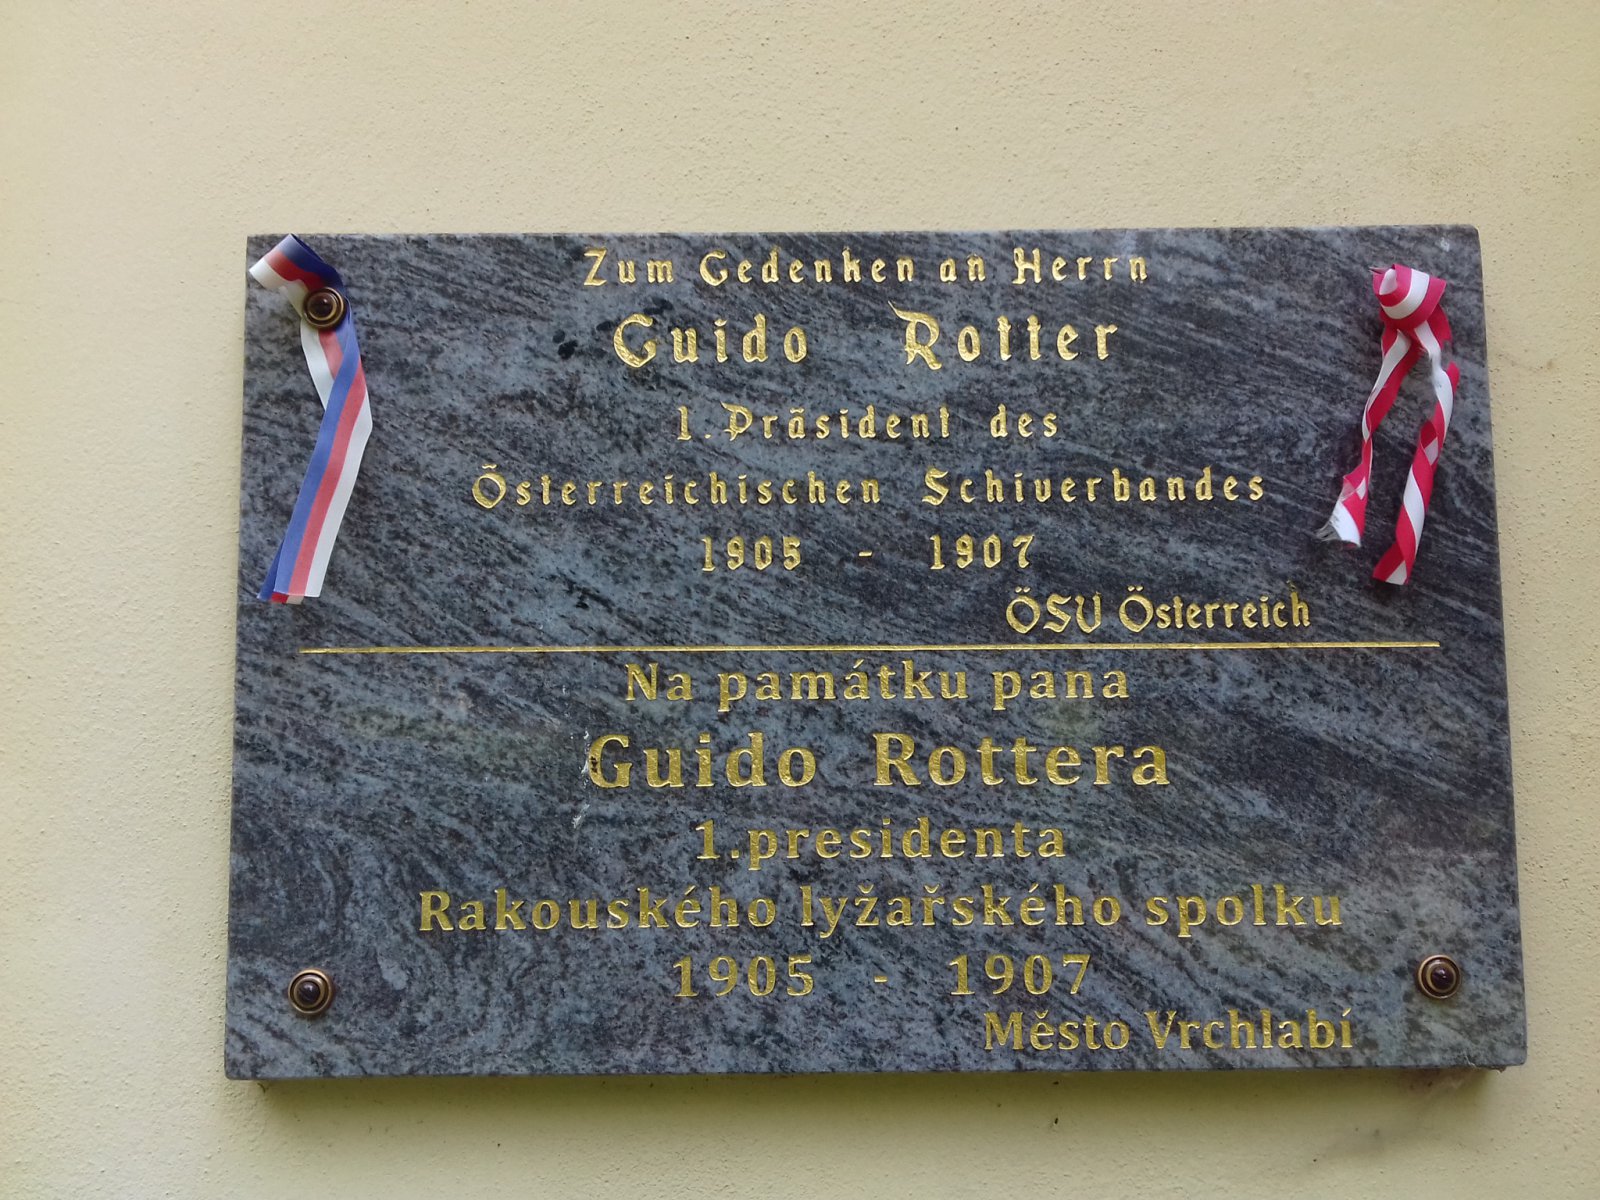 Zum Gedenken an Herrn
Guido Rotter
1. Präsident des
Österreichischen Schiverbandes
1905 - 1907
ÖSV Österreich
Na památku pana
Guido Rottera
1.presidenta
Rakouského lyžařského spolku
1905 - 1907
Město Vrchlabí